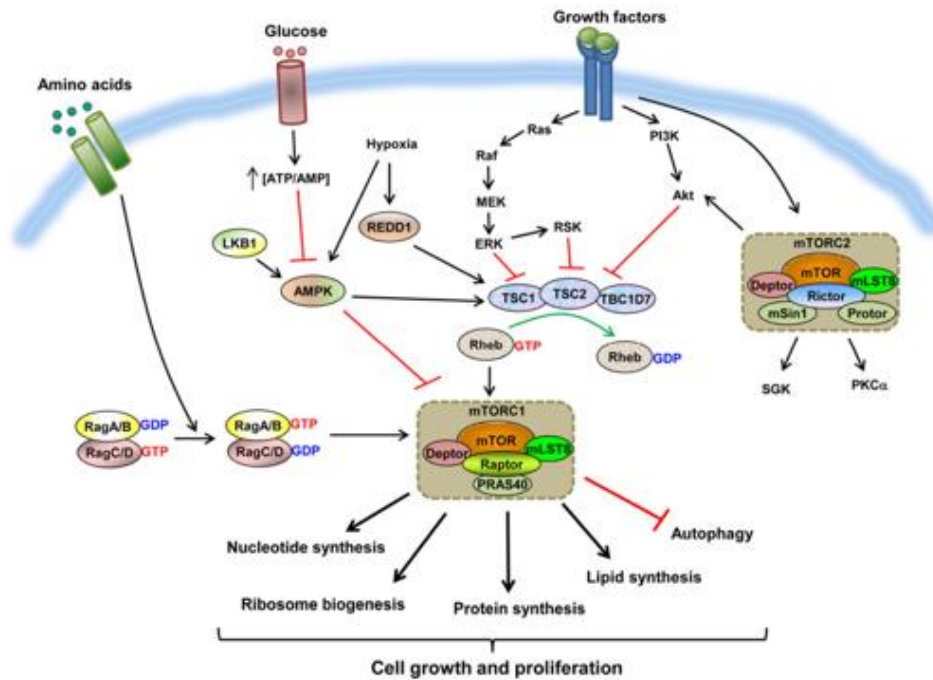 Growth factors
Glucose
Amino acids
Ras
PI3K
Hypoxia
Raf
[ATP/AMP]
MEK
Akt
REDD1
RSK
LKB1
ERK
mTORC2
mTOR
Deptor
mLST8
Rictor
mSin1
Protor
AMPK
TSC1
TSC2
TBC1D7
Rheb GTP
Rheb GDP
SGK
PKCα
mTORC1
RagA/B GDP
RagC/D GTP
RagA/B GTP
RagC/D GDP
mTOR
Deptor
mLST8
Raptor
PRAS40
Autophagy
Nucleotide synthesis
Lipid synthesis
Ribosome biogenesis
Protein synthesis
Cell growth and proliferation